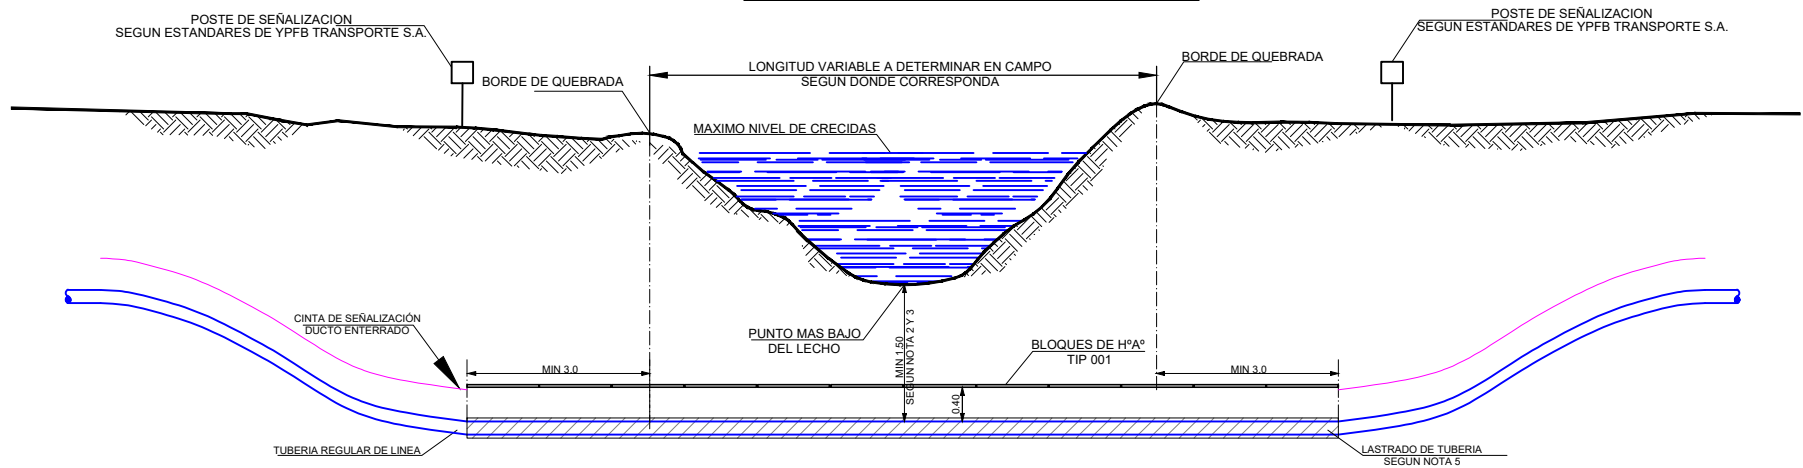 POSTE DE SEÑALIZACION
SEGUN ESTANDARES DE YPFB TRANSPORTE S.A.
BORDE DE QUEBRADA
LONGITUD VARIABLE A DETERMINAR EN CAMPO
SEGUN DONDE CORRESPONDA
BORDE DE QUEBRADA
POSTE DE SEÑALIZACION
SEGUN ESTANDARES DE YPFB TRANSPORTE S.A.
MAXIMO NIVEL DE CRECIDAS
CINTA DE SEÑALIZACIÓN
DUCTO ENTERRADO
PUNTO MAS BAJO
DEL LECHO
MIN 1.50
SEGUN NOTA 2 Y 3
BLOQUES DE HºAº
TIP 001
MIN 3.0
MIN 3.0
0.40
TUBERIA REGULAR DE LINEA
LASTRADO DE TUBERIA
SEGUN NOTA 5